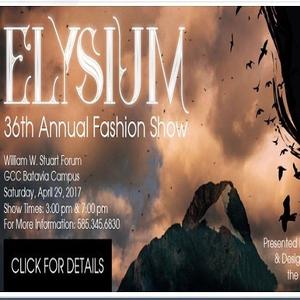 ELYSIUM
36th Annual Fashion Show
William W. Stuart Forum
GCC Batavia Campus
Saturday, April 29, 2017
Show Times: 3:00 pm & 7:00 pm
For More Information: 585.345.6830
CLICK FOR DETAILS
Presented
& Design
the